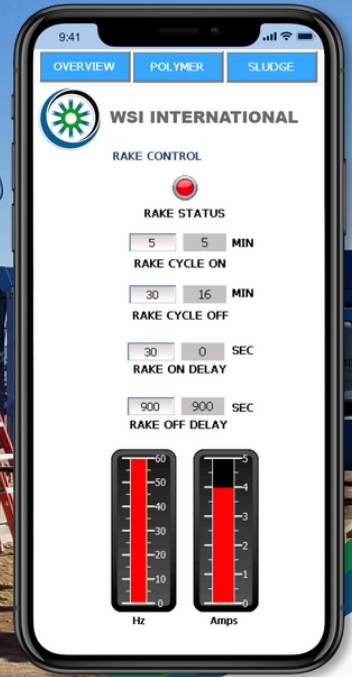 9:41
OVERVIEW POLYMER SLUDGE
WSI INTERNATIONAL
RAKE CONTROL
RAKE STATUS
5 5 MIN
RAKE CYCLE ON
30 16 MIN
RAKE CYCLE OFF
30 0 SEC
RAKE ON DELAY
900 900 SEC
RAKE OFF DELAY
60 5
50 4
40 3
30
20 2
10 1
0 0
Hz Amps